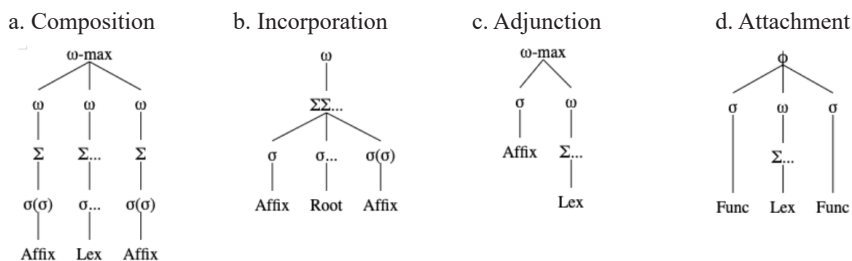 a. Composition b. Incorporation c. Adjunction d. Attachment
ω-max ω ω-max ϕ
ω ω ω ΣΣ... σ ω σ ω σ
Σ Σ... Σ σ σ... σ(σ) Affix Σ... Σ...
σ(σ) σ... σ(σ) Affix Root Affix Lex Func Lex Func
Affix Lex Affix